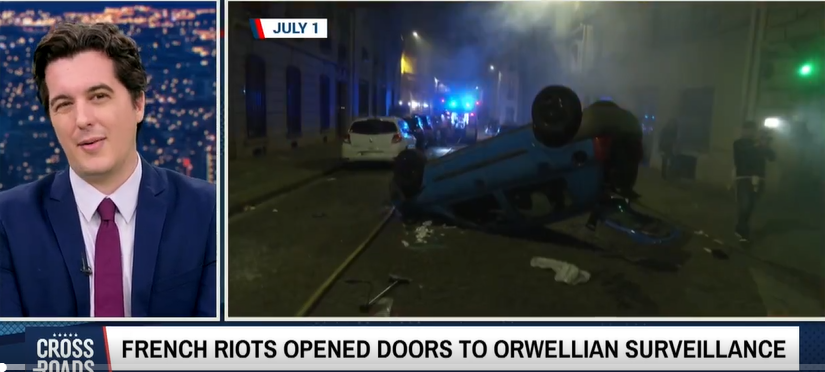 JULY 1
CROSS
ROADS
FRENCH RIOTS OPENED DOORS TO ORWELLIAN SURVEILLANCE